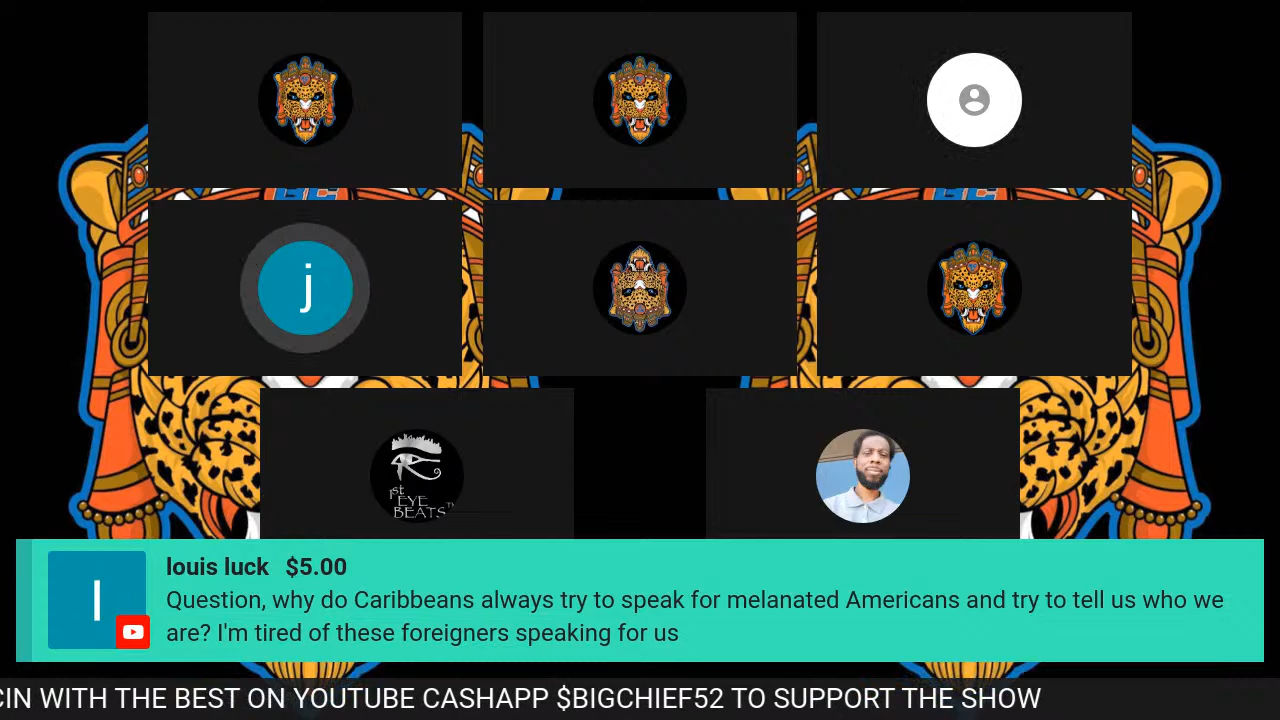 j
1st
EYE
BEATS
l
louis luck $5.00
Question, why do Caribbeans always try to speak for melanated Americans and try to tell us who we
are? I'm tired of these foreigners speaking for us
CIN WITH THE BEST ON YOUTUBE CASHAPP $BIGCHIEF52 TO SUPPORT THE SHOW